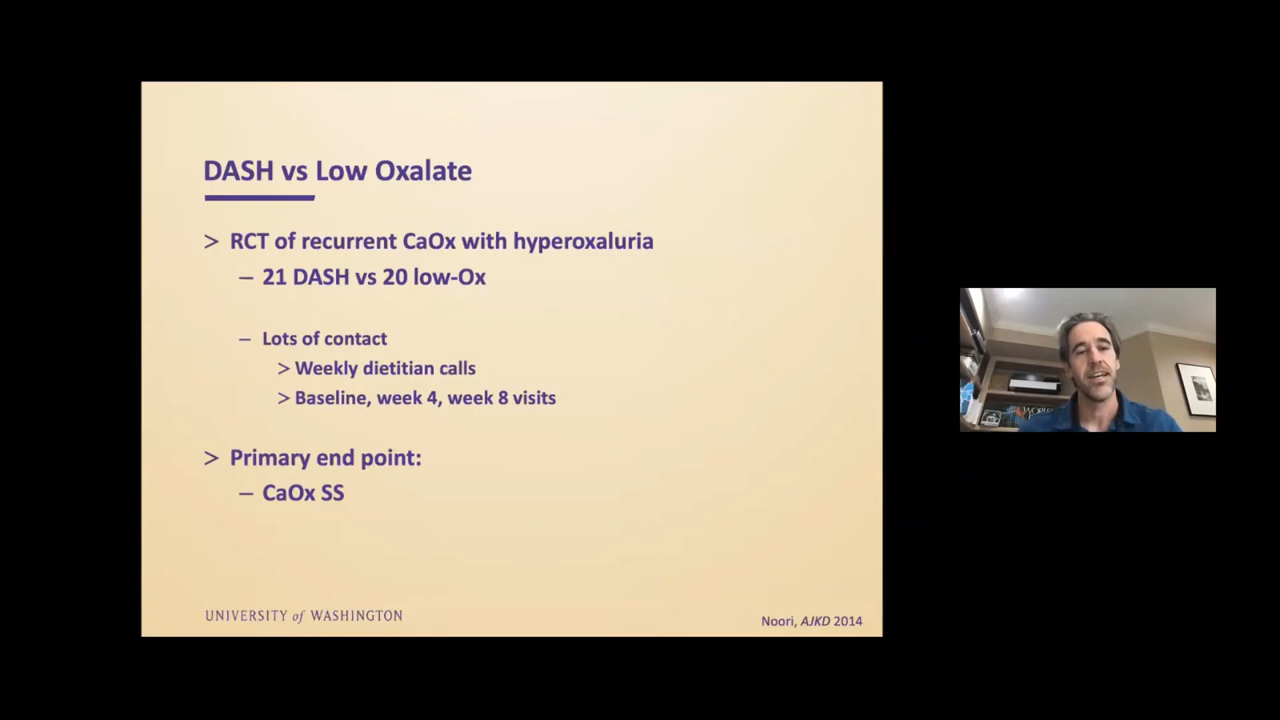 DASH vs Low Oxalate
> RCT of recurrent CaOx with hyperoxaluria
– 21 DASH vs 20 low-Ox
– Lots of contact
> Weekly dietitian calls
> Baseline, week 4, week 8 visits
> Primary end point:
– CaOx SS
UNIVERSITY of WASHINGTON
Noori, AJKD 2014